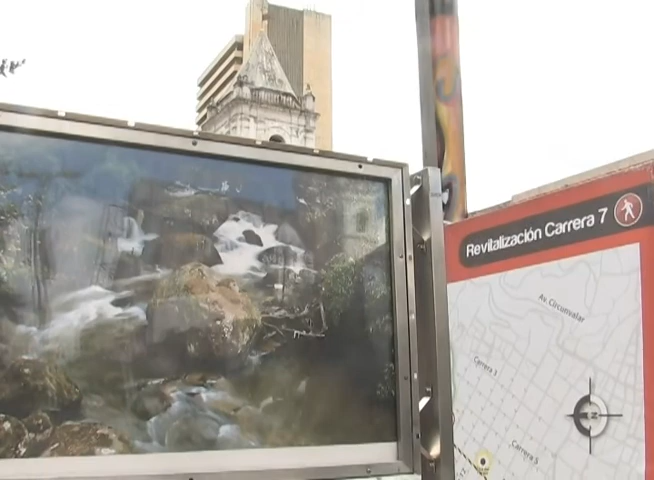 Revitalización Carrera 7
Av. Circunvalar
Carrera 3
Carrera 5
N